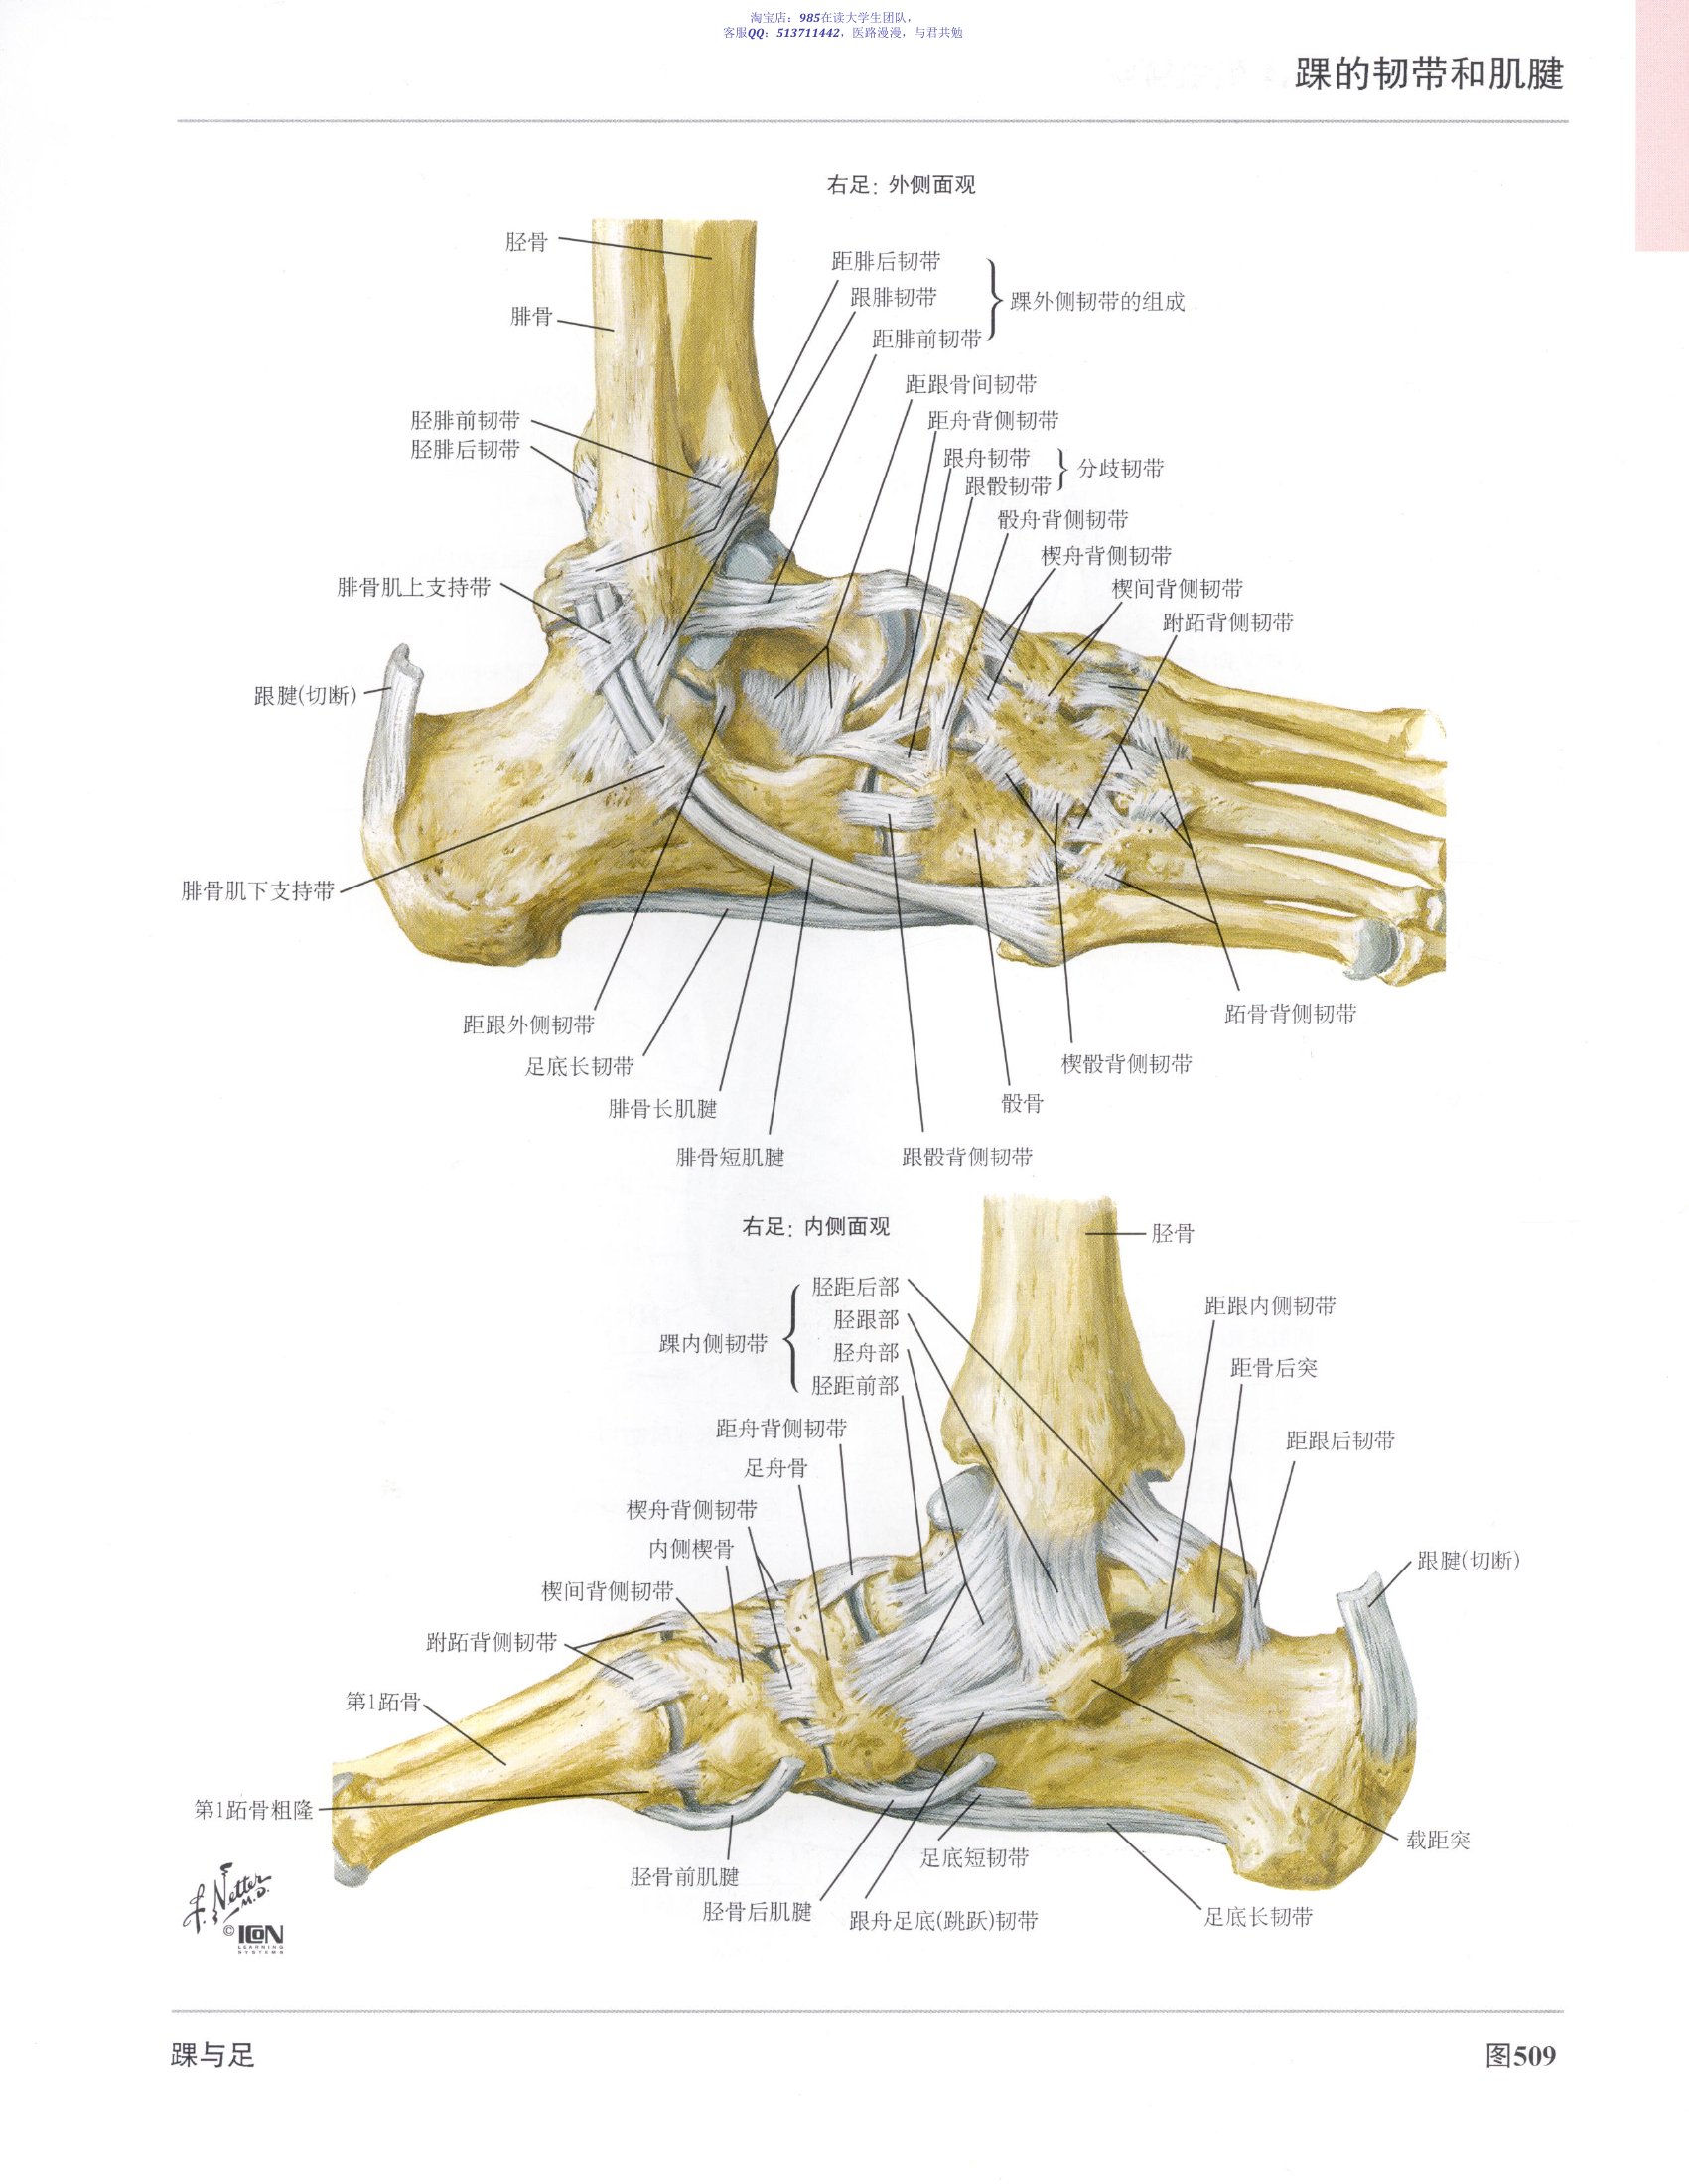 淘宝店：985在读大学生团队，
客服QQ：513711442，医路漫漫，与君共勉
踝的韧带和肌腱
右足：外侧面观
胫骨
腓骨
距腓后韧带
跟腓韧带
距腓前韧带
踝外侧韧带的组成
距跟骨间韧带
距舟背侧韧带
跟舟韧带
跟骰韧带
分歧韧带
骰舟背侧韧带
楔舟背侧韧带
楔间背侧韧带
跗跖背侧韧带
胫腓前韧带
胫腓后韧带
腓骨肌上支持带
跟腱(切断)
腓骨肌下支持带
距跟外侧韧带
足底长韧带
腓骨长肌腱
腓骨短肌腱
跟骰背侧韧带
骰骨
楔骰背侧韧带
跖骨背侧韧带
右足：内侧面观
胫骨
胫距后部
胫跟部
胫舟部
胫距前部
踝内侧韧带
距舟背侧韧带
足舟骨
楔舟背侧韧带
内侧楔骨
楔间背侧韧带
跗跖背侧韧带
第1跖骨
第1跖骨粗隆
距跟内侧韧带
距骨后突
距跟后韧带
跟腱(切断)
载距突
足底长韧带
足底短韧带
跟舟足底(跳跃)韧带
胫骨后肌腱
胫骨前肌腱
F. Netter
M.D.
© ICON
LEARNING
SYSTEMS
踝与足
图509